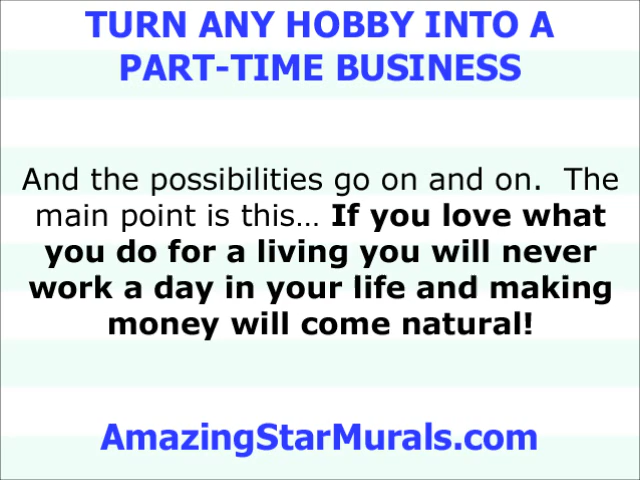 TURN ANY HOBBY INTO A
PART-TIME BUSINESS
And the possibilities go on and on.  The
main point is this… If you love what
you do for a living you will never
work a day in your life and making
money will come natural!
AmazingStarMurals.com